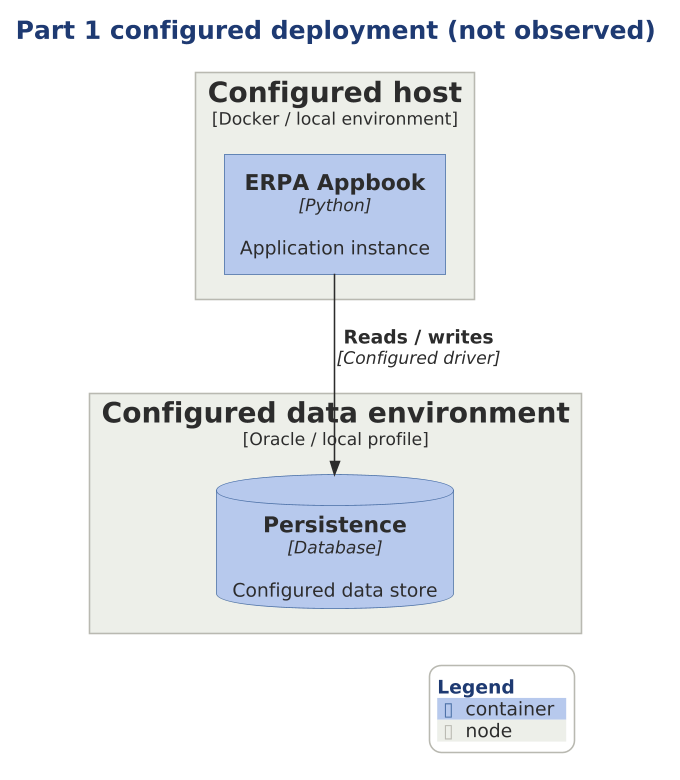 Part 1 configured deployment (not observed)
Configured host
[Docker / local environment]
ERPA Appbook
[Python]
Application instance
Reads / writes
[Configured driver]
Configured data environment
[Oracle / local profile]
Persistence
[Database]
Configured data store
Legend
container
node